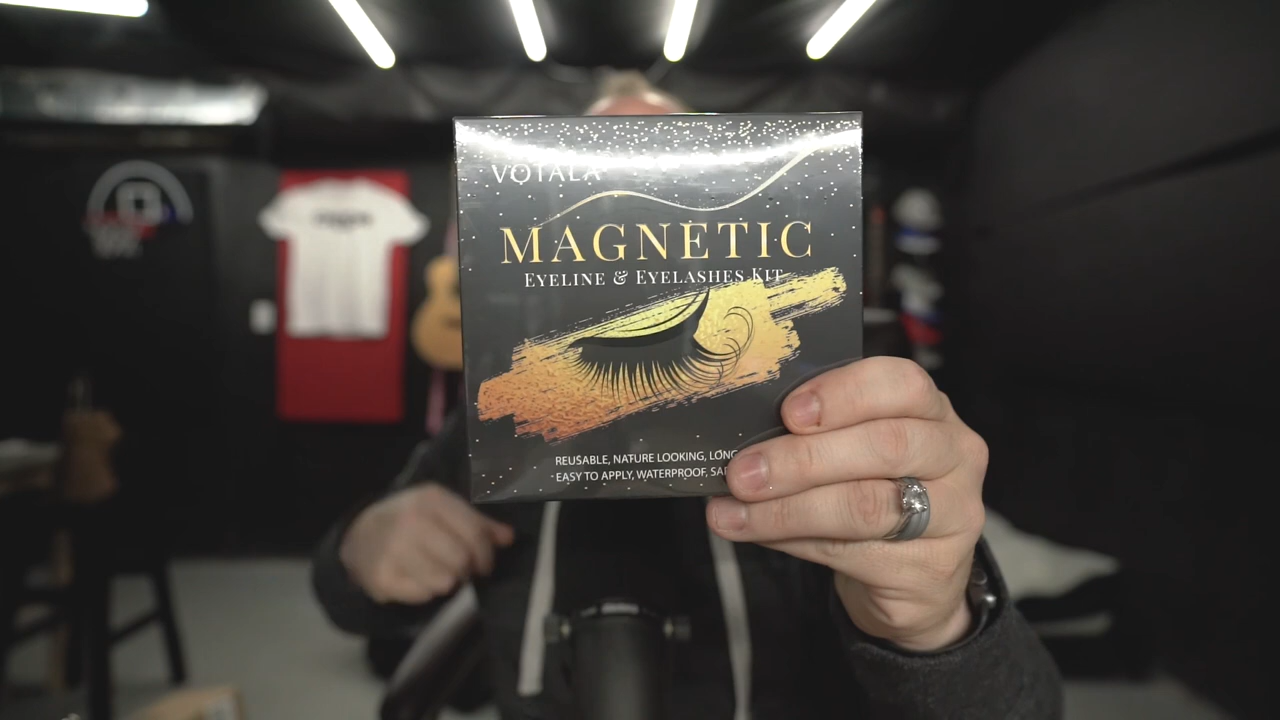 VOTALA
MAGNETIC
EYELINE & EYELASHES KIT
REUSABLE, NATURE LOOKING,
EASY TO APPLY, WATERPROOF,